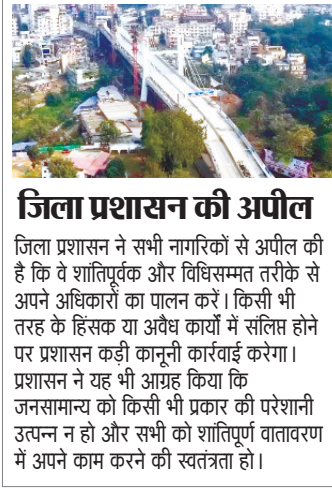 जिला प्रशासन की अपील
जिला प्रशासन ने सभी नागरिकों से अपील की
है कि वे शांतिपूर्वक और विधिसम्मत तरीके से
अपने अधिकारों का पालन करें। किसी भी
तरह के हिंसक या अवैध कार्यों में संलिप्त होने
पर प्रशासन कड़ी कानूनी कार्रवाई करेगा।
प्रशासन ने यह भी आग्रह किया कि
जनसामान्य को किसी भी प्रकार की परेशानी
उत्पन्न न हो और सभी को शांतिपूर्ण वातावरण
में अपने काम करने की स्वतंत्रता हो।